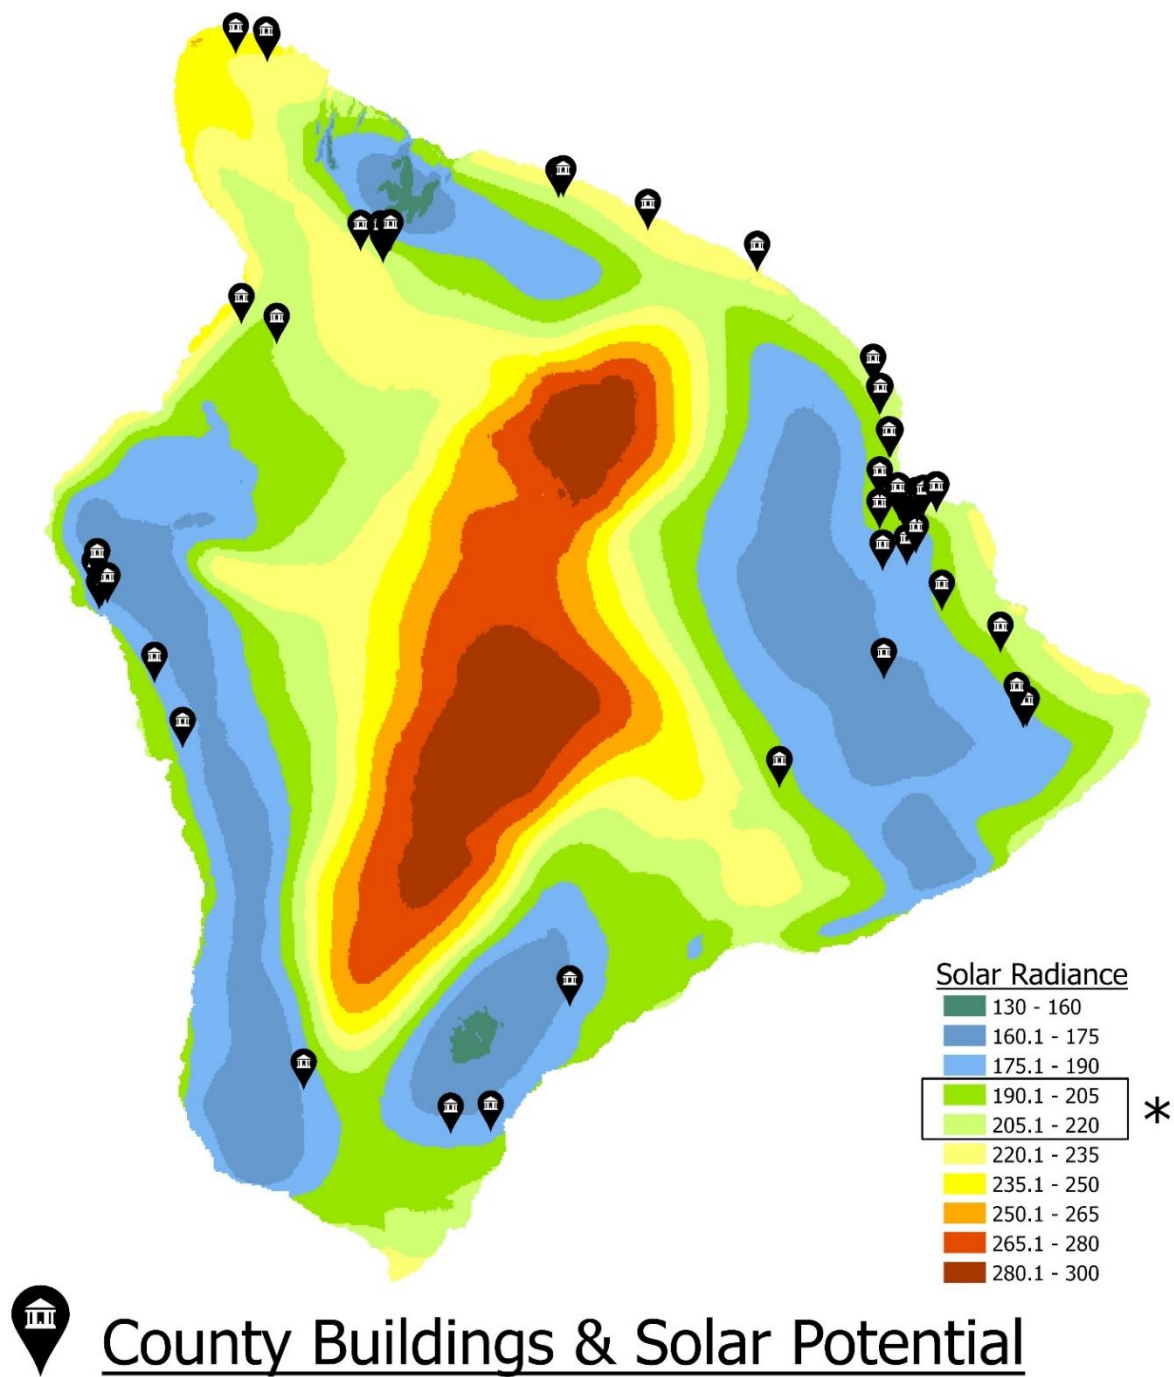 Solar Radiance
130 - 160
160.1 - 175
175.1 - 190
190.1 - 205
205.1 - 220
*
220.1 - 235
235.1 - 250
250.1 - 265
265.1 - 280
280.1 - 300
County Buildings & Solar Potential